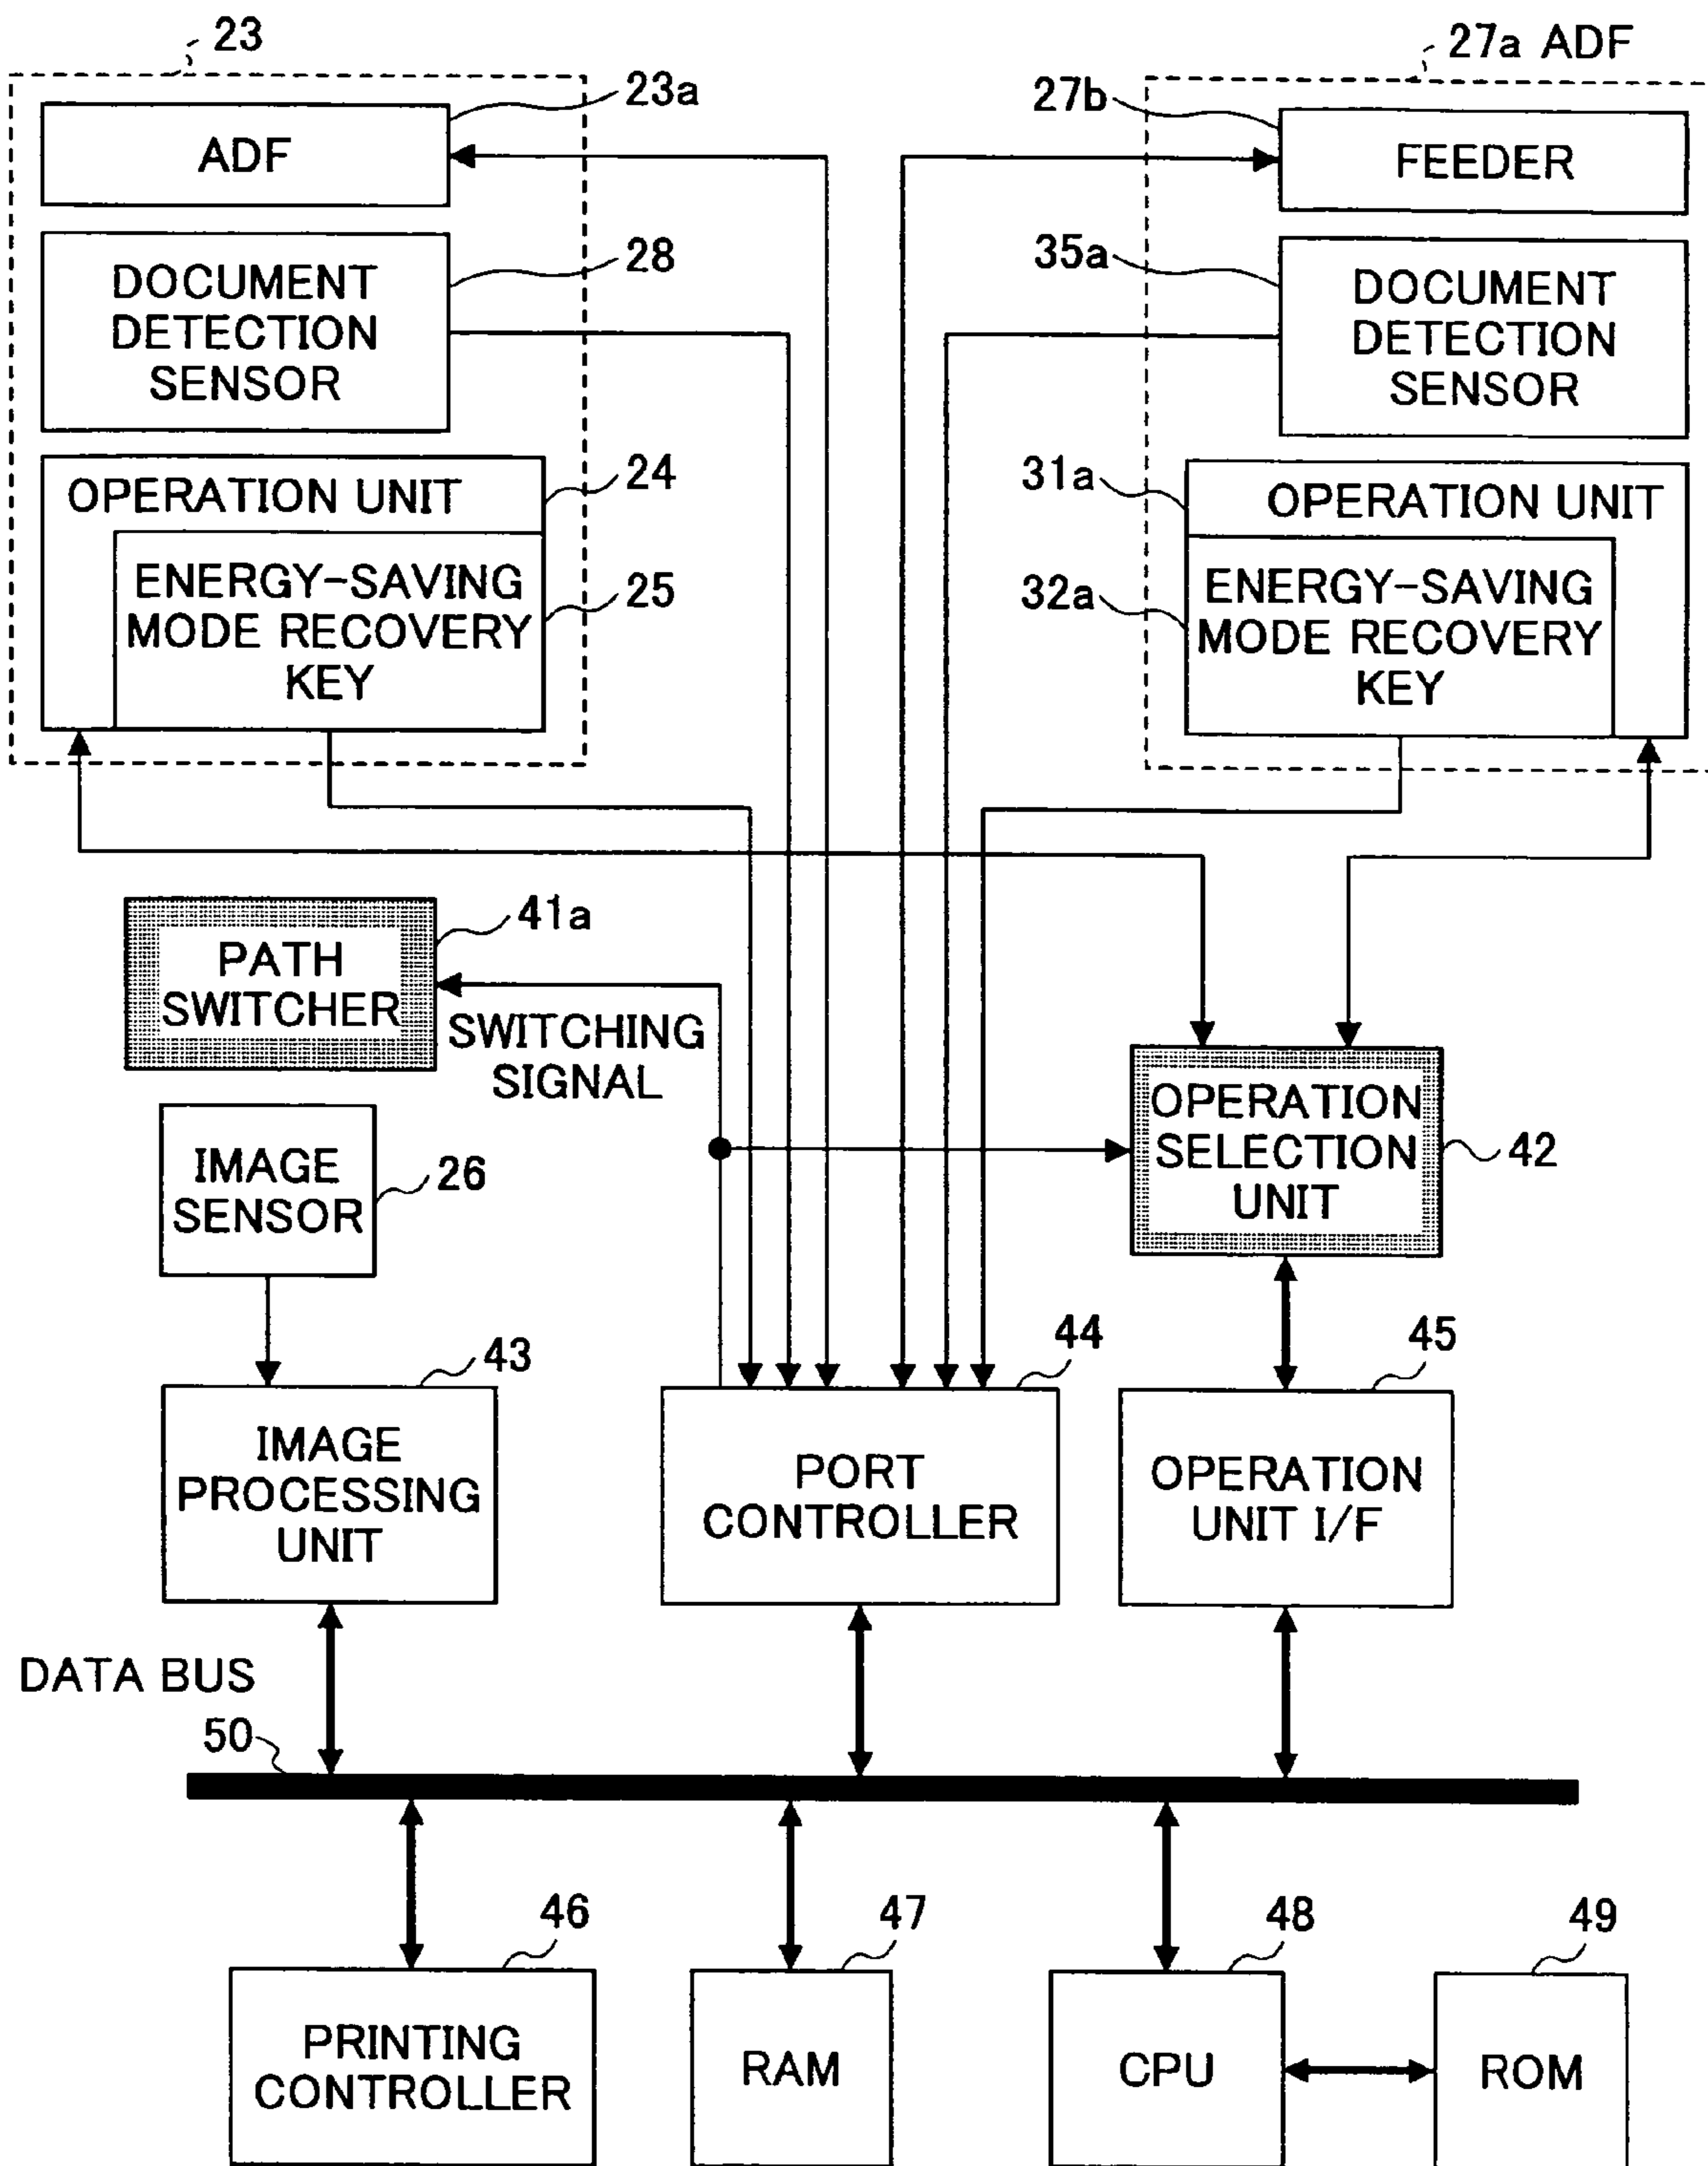 23
27a ADF
23a
ADF
27b
FEEDER
28
DOCUMENT
DETECTION
SENSOR
35a
DOCUMENT
DETECTION
SENSOR
24
OPERATION UNIT
25
ENERGY-SAVING
MODE RECOVERY
KEY
31a
OPERATION UNIT
32a
ENERGY-SAVING
MODE RECOVERY
KEY
41a
PATH
SWITCHER
SWITCHING
SIGNAL
OPERATION
SELECTION
UNIT
42
IMAGE
SENSOR
26
43
IMAGE
PROCESSING
UNIT
44
PORT
CONTROLLER
45
OPERATION
UNIT I/F
DATA BUS
50
46
PRINTING
CONTROLLER
47
RAM
48
CPU
49
ROM